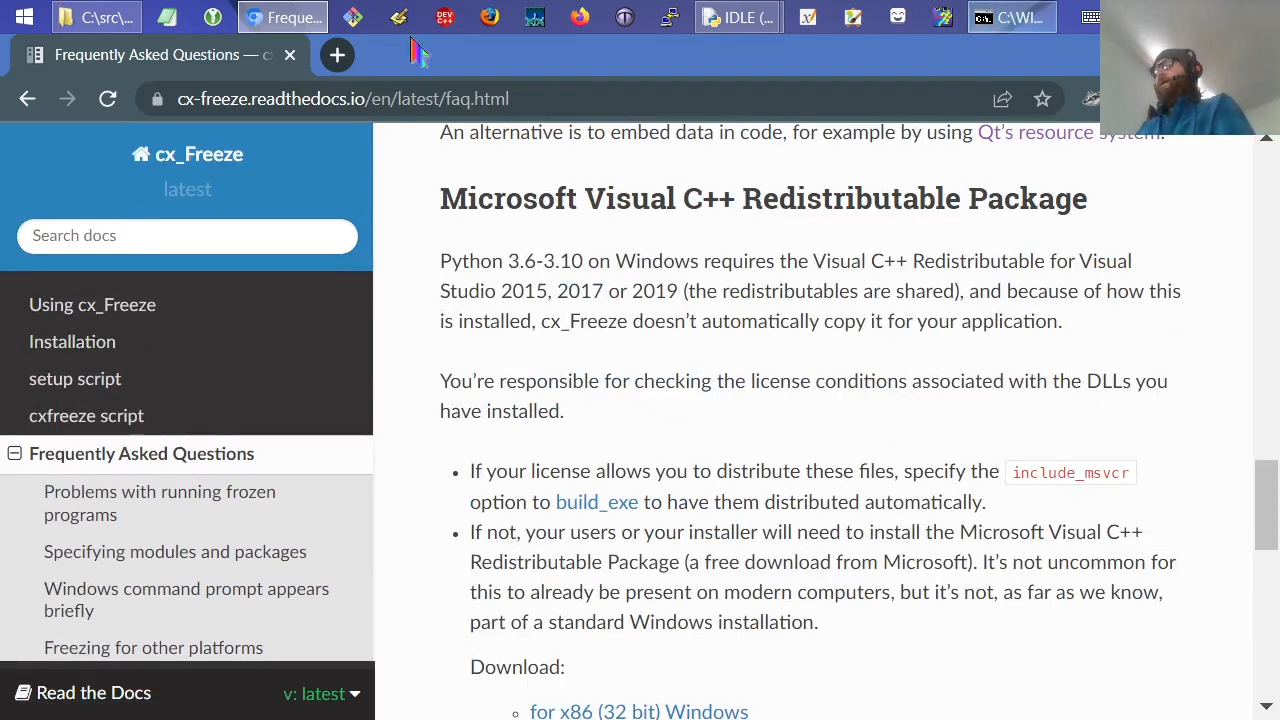 C:\src\...
Freque...
DEV
C++
IDLE (...
C:\WI...
Frequently Asked Questions — c
cx-freeze.readthedocs.io/en/latest/faq.html
cx_Freeze
latest
Search docs
Using cx_Freeze
Installation
setup script
cxfreeze script
Frequently Asked Questions
Problems with running frozen
programs
Specifying modules and packages
Windows command prompt appears
briefly
Freezing for other platforms
Read the Docs
v: latest
An alternative is to embed data in code, for example by using Qt's resource system.
Microsoft Visual C++ Redistributable Package
Python 3.6-3.10 on Windows requires the Visual C++ Redistributable for Visual
Studio 2015, 2017 or 2019 (the redistributables are shared), and because of how this
is installed, cx_Freeze doesn't automatically copy it for your application.
You're responsible for checking the license conditions associated with the DLLs you
have installed.
• If your license allows you to distribute these files, specify the include_msvcr
option to build_exe to have them distributed automatically.
• If not, your users or your installer will need to install the Microsoft Visual C++
Redistributable Package (a free download from Microsoft). It's not uncommon for
this to already be present on modern computers, but it's not, as far as we know,
part of a standard Windows installation.
Download:
for x86 (32 bit) Windows